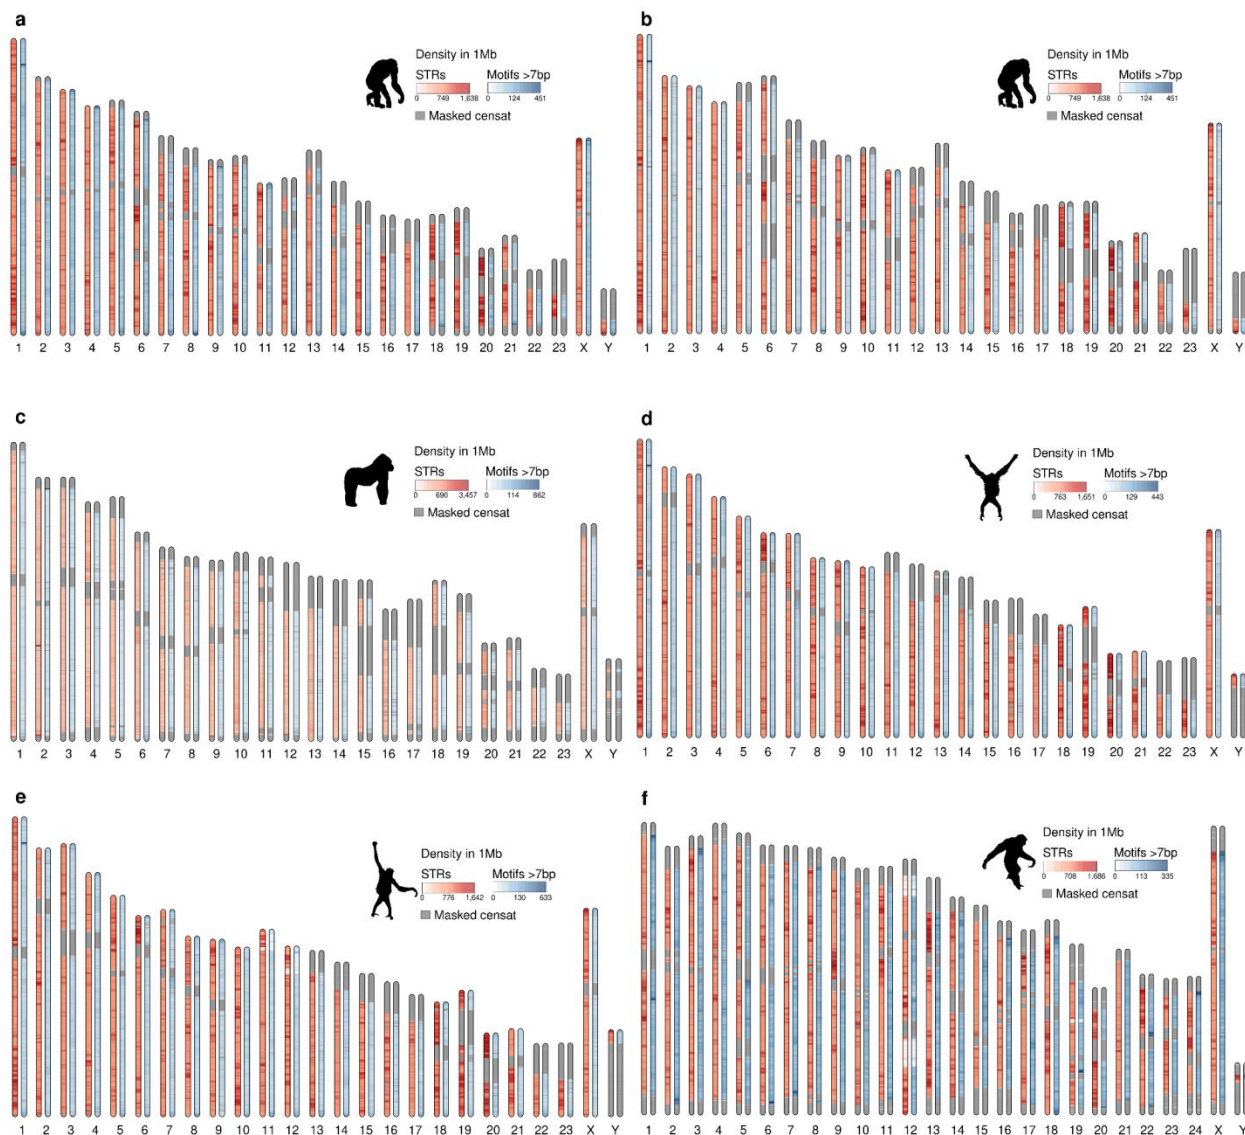 a
Density in 1Mb
STRs Motifs >7bp
0 749 1,638 0 124 451
Masked censat
1 2 3 4 5 6 7 8 9 10 11 12 13 14 15 16 17 18 19 20 21 22 23 X Y
b
Density in 1Mb
STRs Motifs >7bp
0 749 1,638 0 124 451
Masked censat
1 2 3 4 5 6 7 8 9 10 11 12 13 14 15 16 17 18 19 20 21 22 23 X Y
c
Density in 1Mb
STRs Motifs >7bp
0 690 3,457 0 114 862
Masked censat
1 2 3 4 5 6 7 8 9 10 11 12 13 14 15 16 17 18 19 20 21 22 23 X Y
d
Density in 1Mb
STRs Motifs >7bp
0 763 1,651 0 129 443
Masked censat
1 2 3 4 5 6 7 8 9 10 11 12 13 14 15 16 17 18 19 20 21 22 23 X Y
e
Density in 1Mb
STRs Motifs >7bp
0 776 1,642 0 130 633
Masked censat
1 2 3 4 5 6 7 8 9 10 11 12 13 14 15 16 17 18 19 20 21 22 23 X Y
f
Density in 1Mb
STRs Motifs >7bp
0 708 1,686 0 113 335
Masked censat
1 2 3 4 5 6 7 8 9 10 11 12 13 14 15 16 17 18 19 20 21 22 23 24 X Y